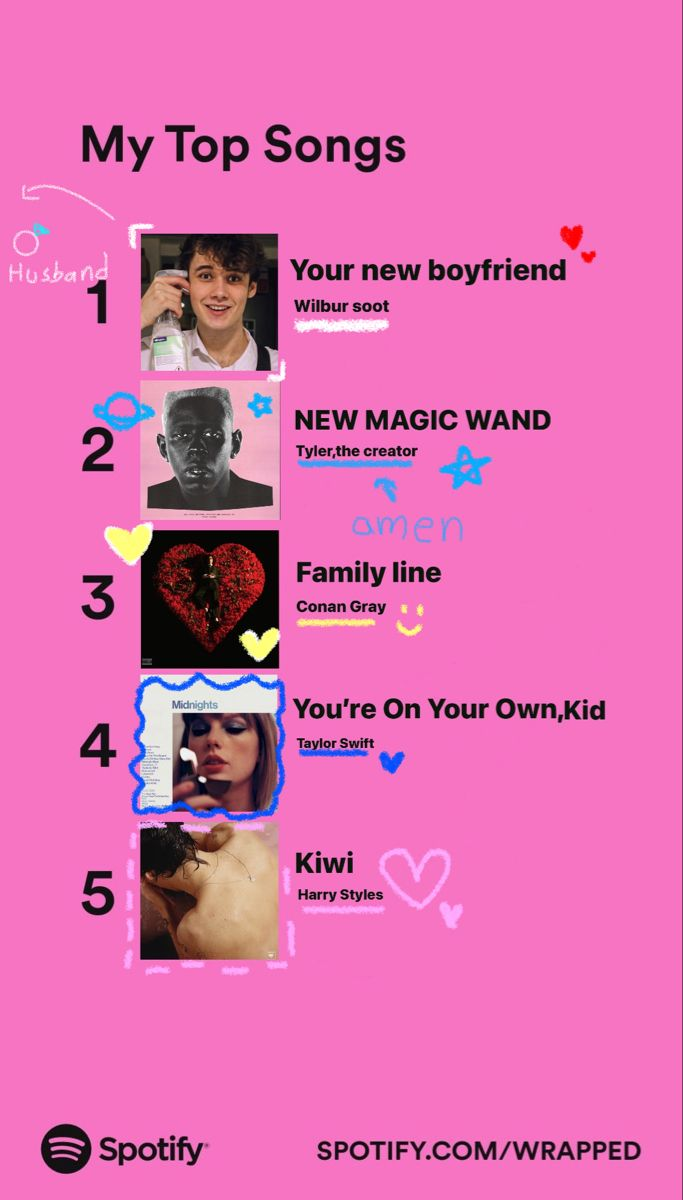 My Top Songs
Husband
1
Your new boyfriend
Wilbur soot
2
NEW MAGIC WAND
Tyler,the creator
amen
3
Family line
Conan Gray
4
Midnights
You're On Your Own,Kid
Taylor Swift
5
Kiwi
Harry Styles
Spotify
SPOTIFY.COM/WRAPPED